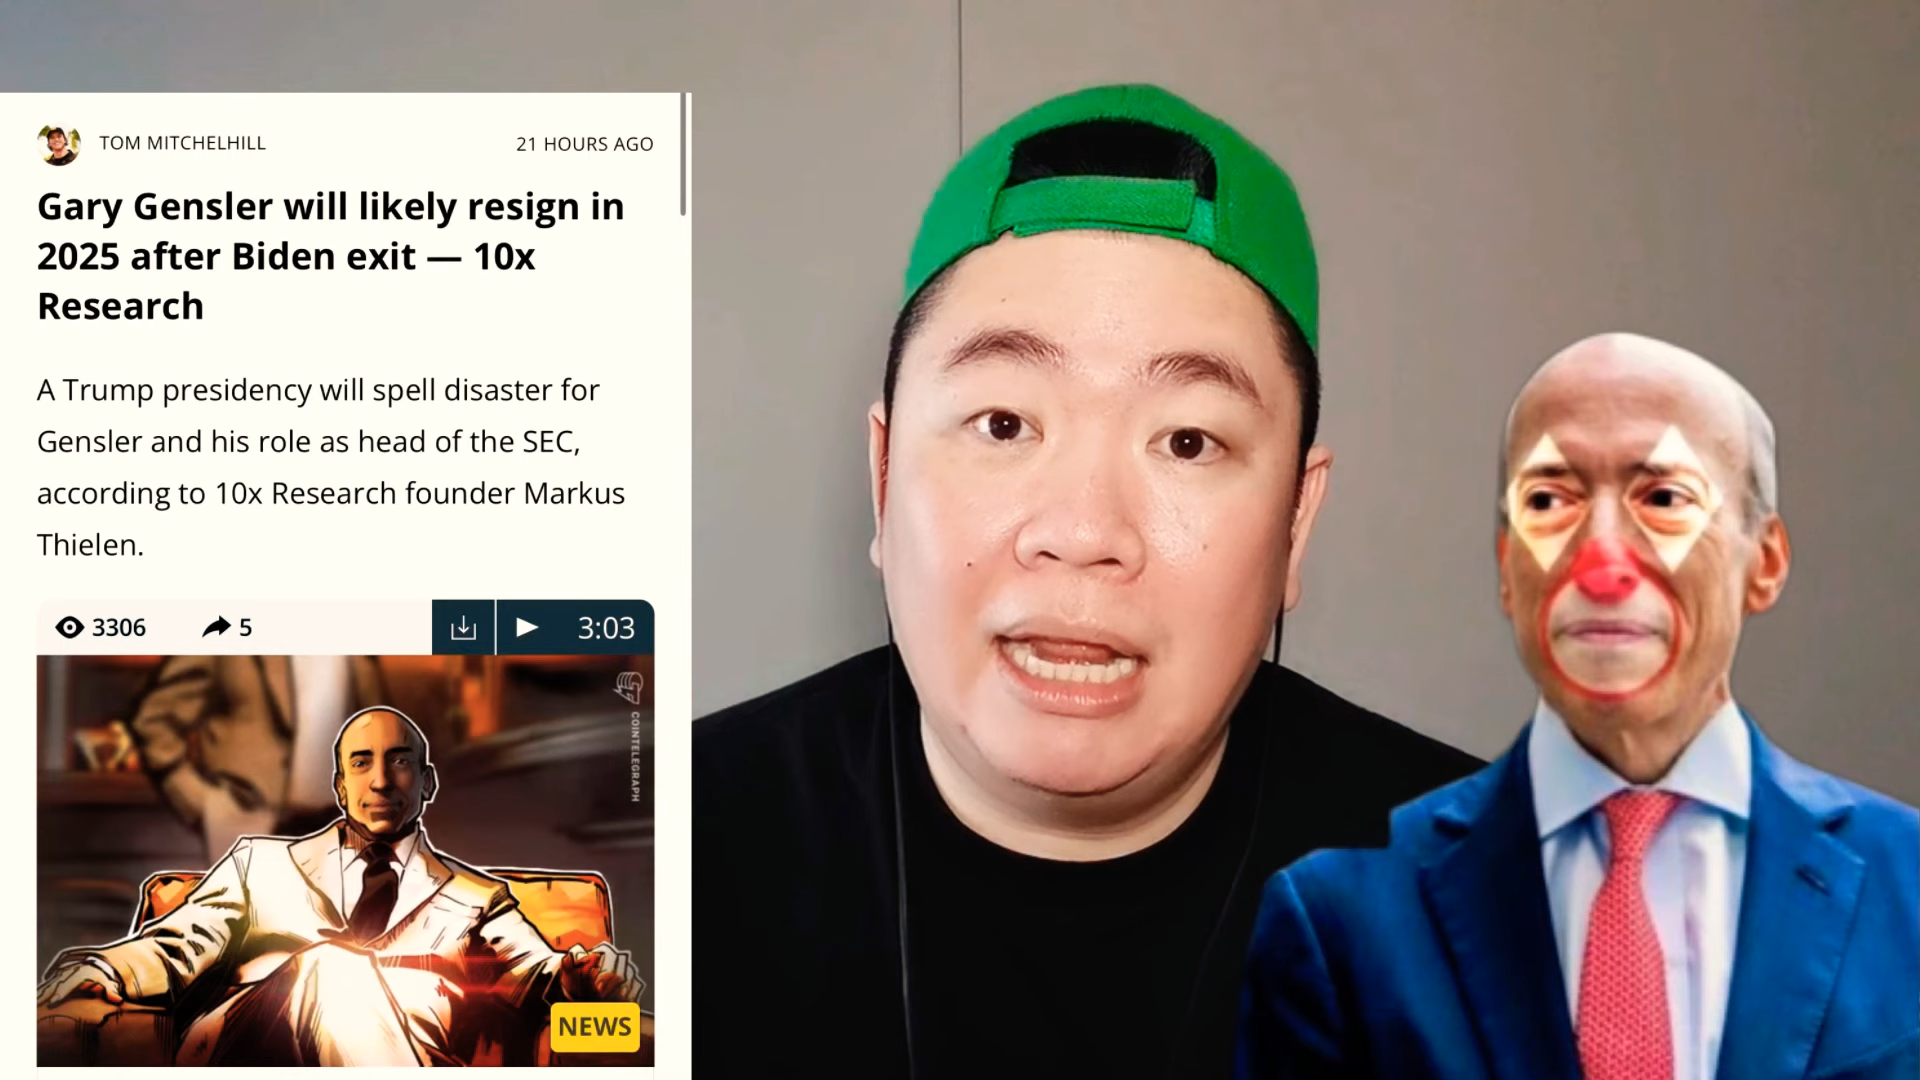 TOM MITCHELHILL
21 HOURS AGO
Gary Gensler will likely resign in
2025 after Biden exit — 10x
Research
A Trump presidency will spell disaster for
Gensler and his role as head of the SEC,
according to 10x Research founder Markus
Thielen.
3306
5
3:03
COINTELEGRAPH
NEWS